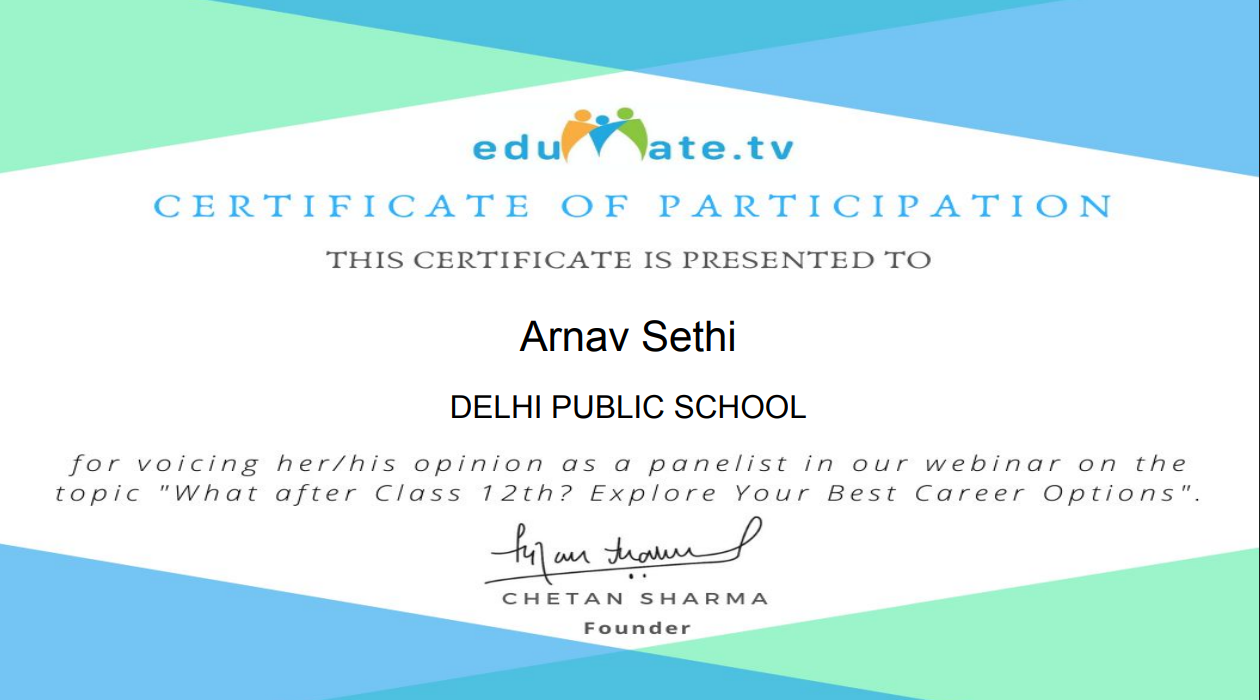 edumate.tv
CERTIFICATE OF PARTICIPATION
THIS CERTIFICATE IS PRESENTED TO
Arnav Sethi
DELHI PUBLIC SCHOOL
for voicing her/his opinion as a panelist in our webinar on the
topic "What after Class 12th? Explore Your Best Career Options".
CHETAN SHARMA
Founder